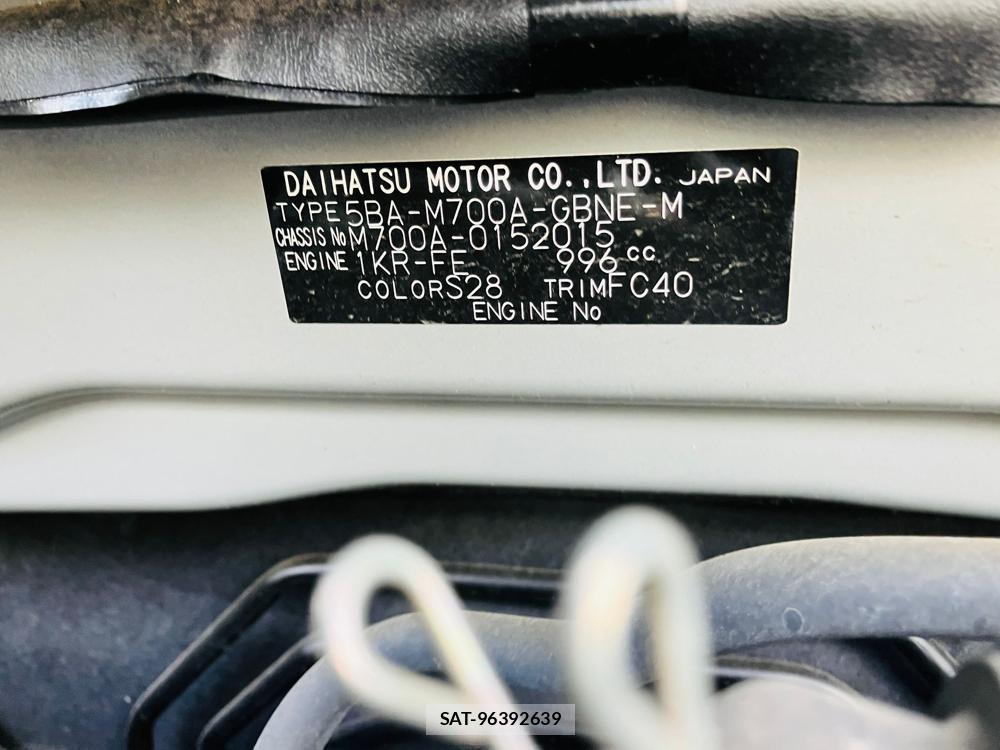 DAIHATSU MOTOR CO.,LTD. JAPAN
TYPE 5BA-M700A-GBNE-M
CHASSIS No M700A-0152015
ENGINE 1KR-FE 996 cc
COLOR S28 TRIM FC40
ENGINE No
SAT-96392639